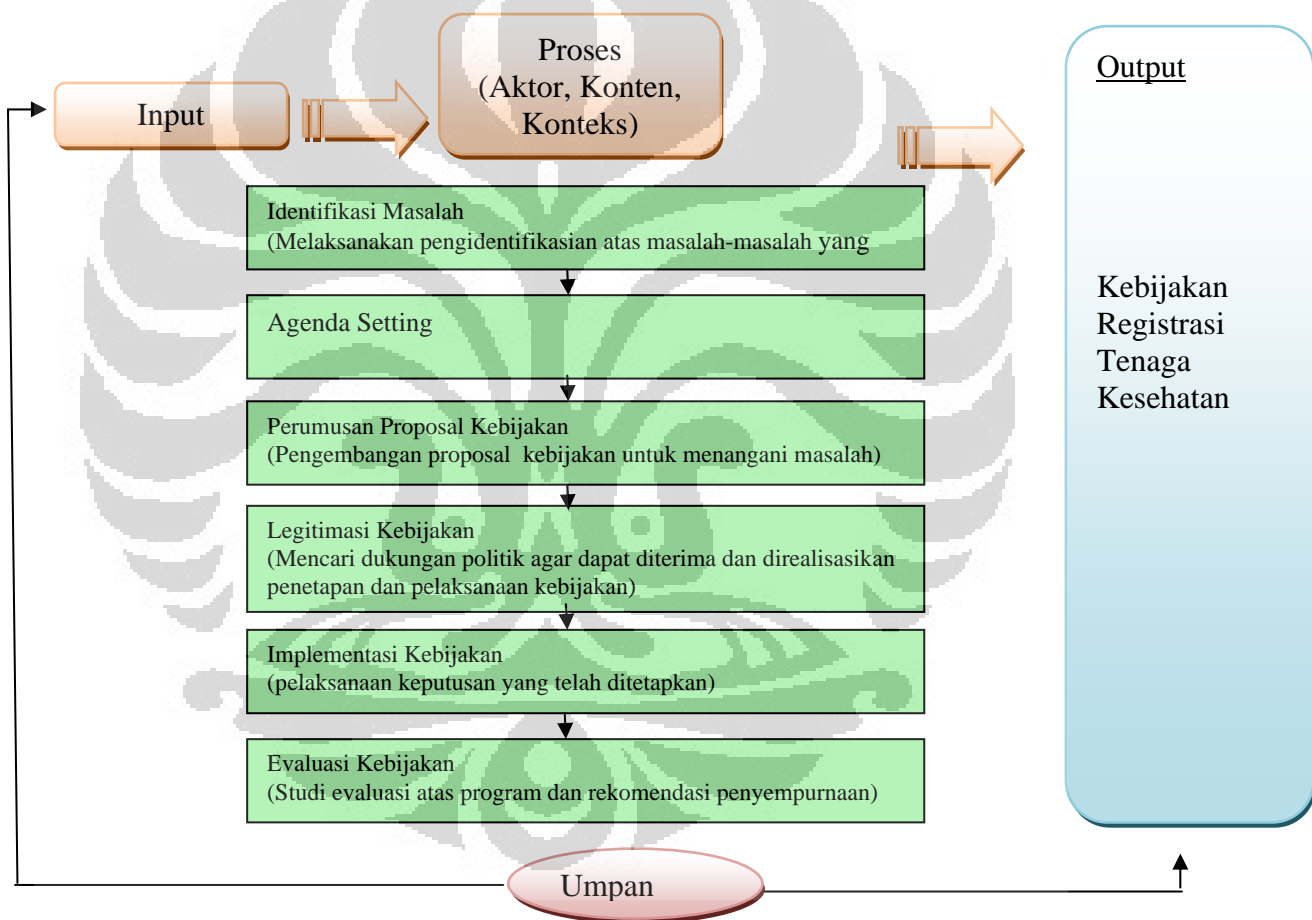 Input
Proses
(Aktor, Konten,
Konteks)
Output
Kebijakan
Registrasi
Tenaga
Kesehatan
Identifikasi Masalah
(Melaksanakan pengidentifikasian atas masalah-masalah yang
Agenda Setting
Perumusan Proposal Kebijakan
(Pengembangan proposal kebijakan untuk menangani masalah)
Legitimasi Kebijakan
(Mencari dukungan politik agar dapat diterima dan direalisasikan
penetapan dan pelaksanaan kebijakan)
Implementasi Kebijakan
(pelaksanaan keputusan yang telah ditetapkan)
Evaluasi Kebijakan
(Studi evaluasi atas program dan rekomendasi penyempurnaan)
Umpan